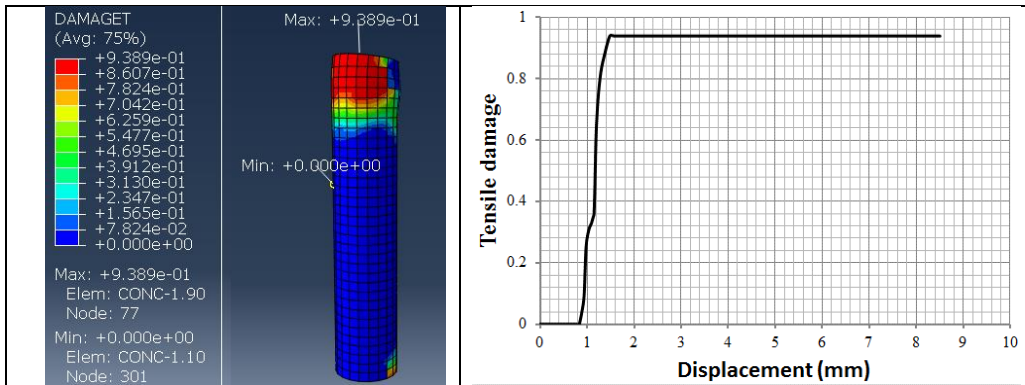 DAMAGET
(Avg: 75%)
+9.389e-01
+8.607e-01
+7.824e-01
+7.042e-01
+6.259e-01
+5.477e-01
+4.695e-01
+3.912e-01
+3.130e-01
+2.347e-01
+1.565e-01
+7.824e-02
+0.000e+00
Max: +9.389e-01
Elem: CONC-1.90
Node: 77
Min: +0.000e+00
Elem: CONC-1.10
Node: 301
Max: +9.389e-01
Min: +0.000e+00
Tensile damage
1
0.8
0.6
0.4
0.2
0
0 1 2 3 4 5 6 7 8 9 10
Displacement (mm)